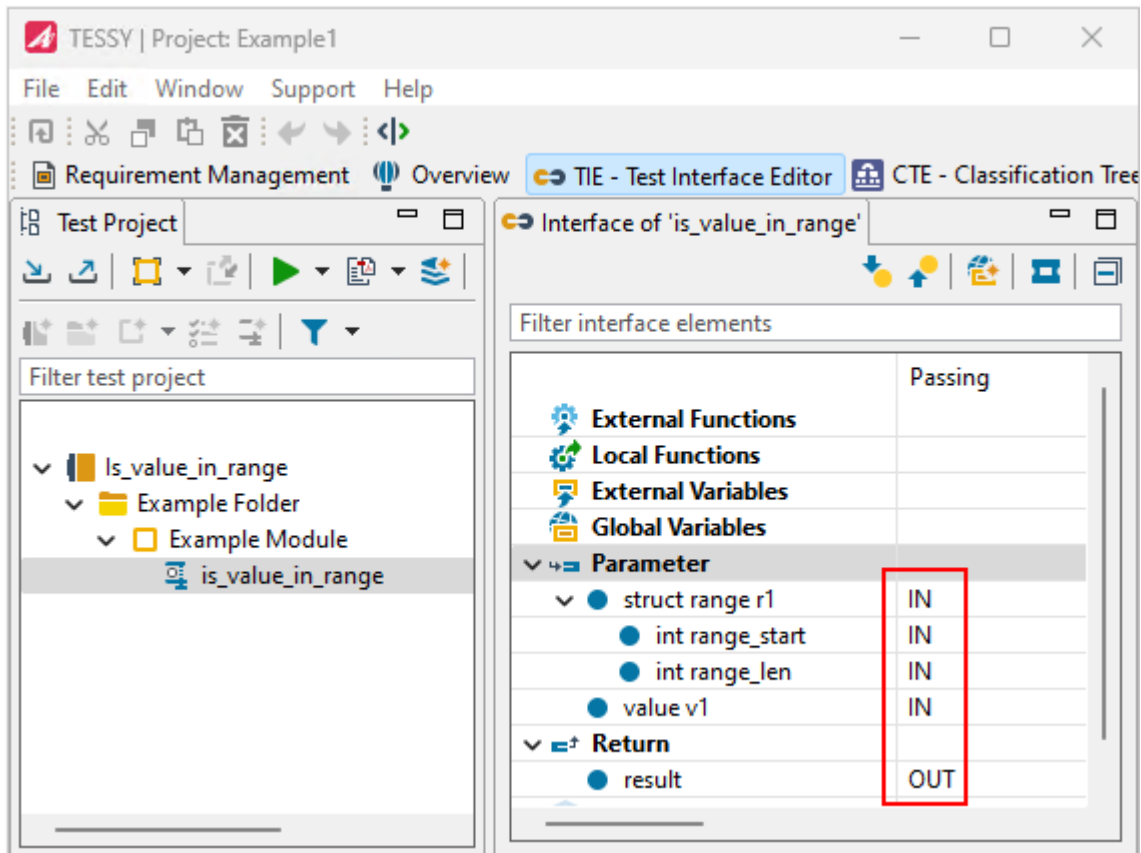 TESSY | Project: Example1
File Edit Window Support Help
Requirement Management Overview TIE - Test Interface Editor CTE - Classification Tree
Test Project
Interface of 'is_value_in_range'
Filter interface elements
Filter test project
Passing
External Functions
Local Functions
External Variables
Global Variables
Is_value_in_range
Example Folder
Example Module
is_value_in_range
Parameter
struct range r1 IN
int range_start IN
int range_len IN
value v1 IN
Return
result OUT